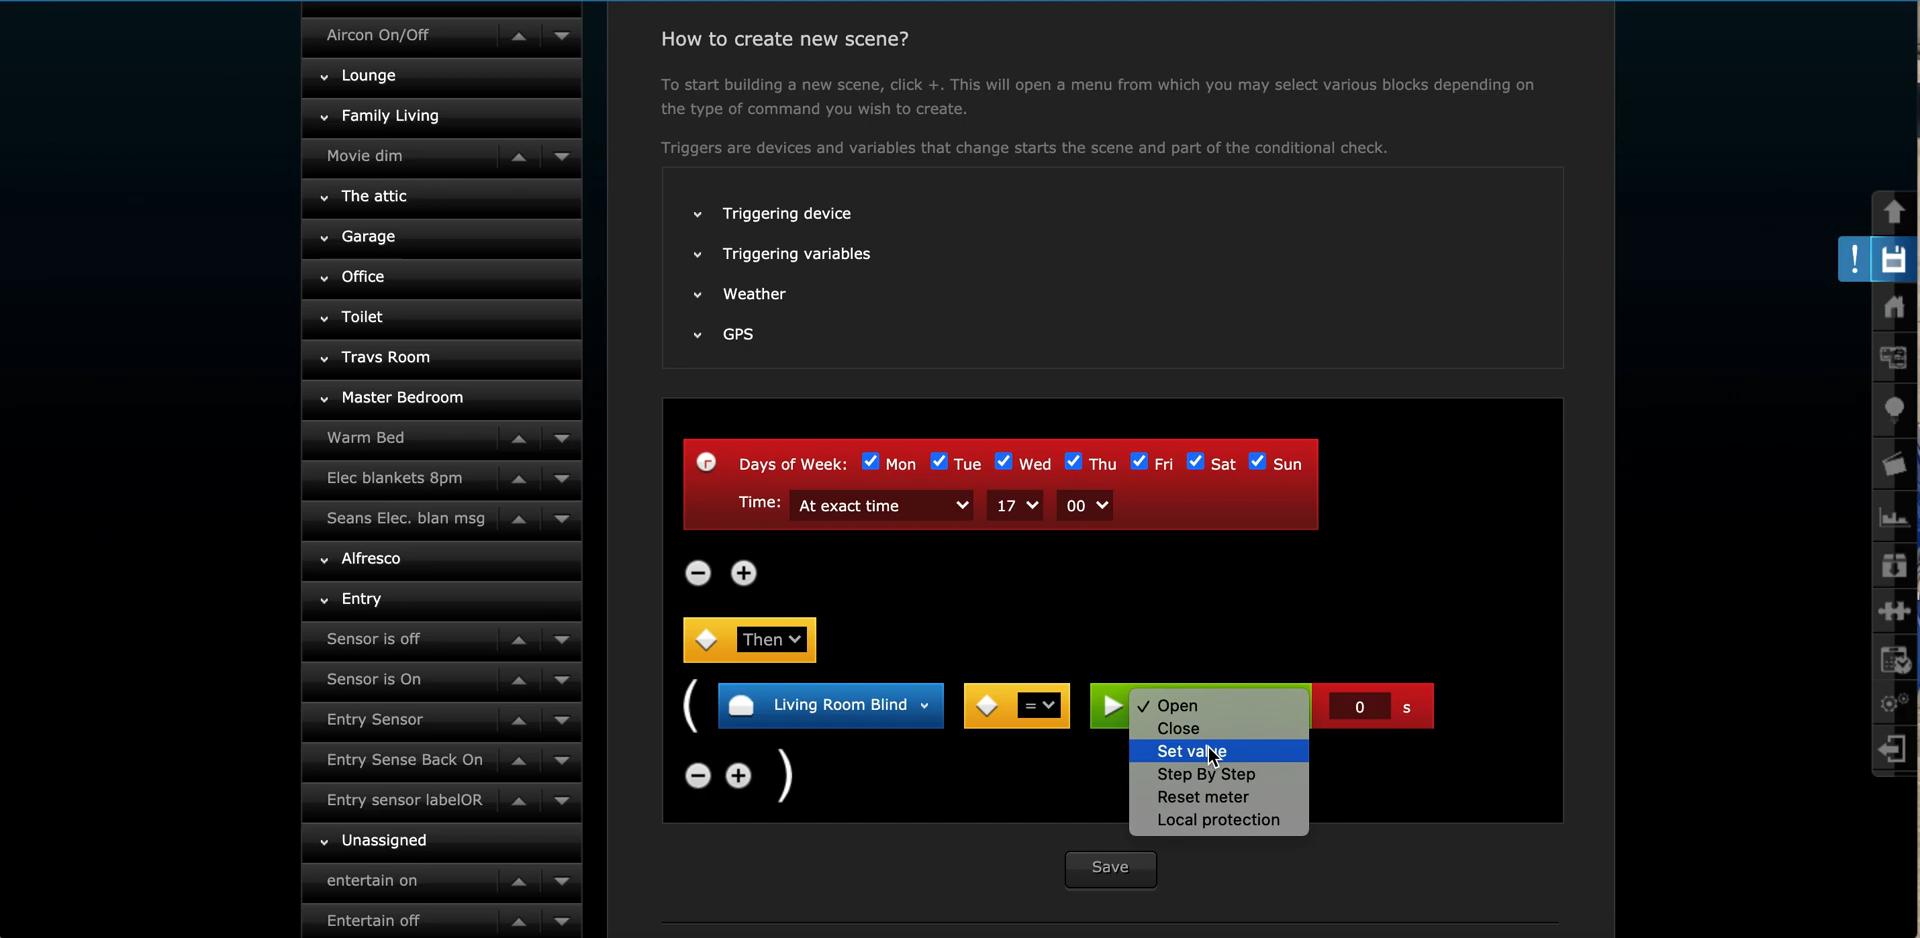 Aircon On/Off
Lounge
Family Living
Movie dim
The attic
Garage
Office
Toilet
Travs Room
Master Bedroom
Warm Bed
Elec blankets 8pm
Seans Elec. blan msg
Alfresco
Entry
Sensor is off
Sensor is On
Entry Sensor
Entry Sense Back On
Entry sensor labelOR
Unassigned
entertain on
Entertain off
How to create new scene?
To start building a new scene, click +. This will open a menu from which you may select various blocks depending on
the type of command you wish to create.
Triggers are devices and variables that change starts the scene and part of the conditional check.
Triggering device
Triggering variables
Weather
GPS
Days of Week: Mon Tue Wed Thu Fri Sat Sun
Time: At exact time 17 00
Then
( Living Room Blind = Open 0 s
Close
Set value
Step By Step
Reset meter
Local protection
)
Save
!